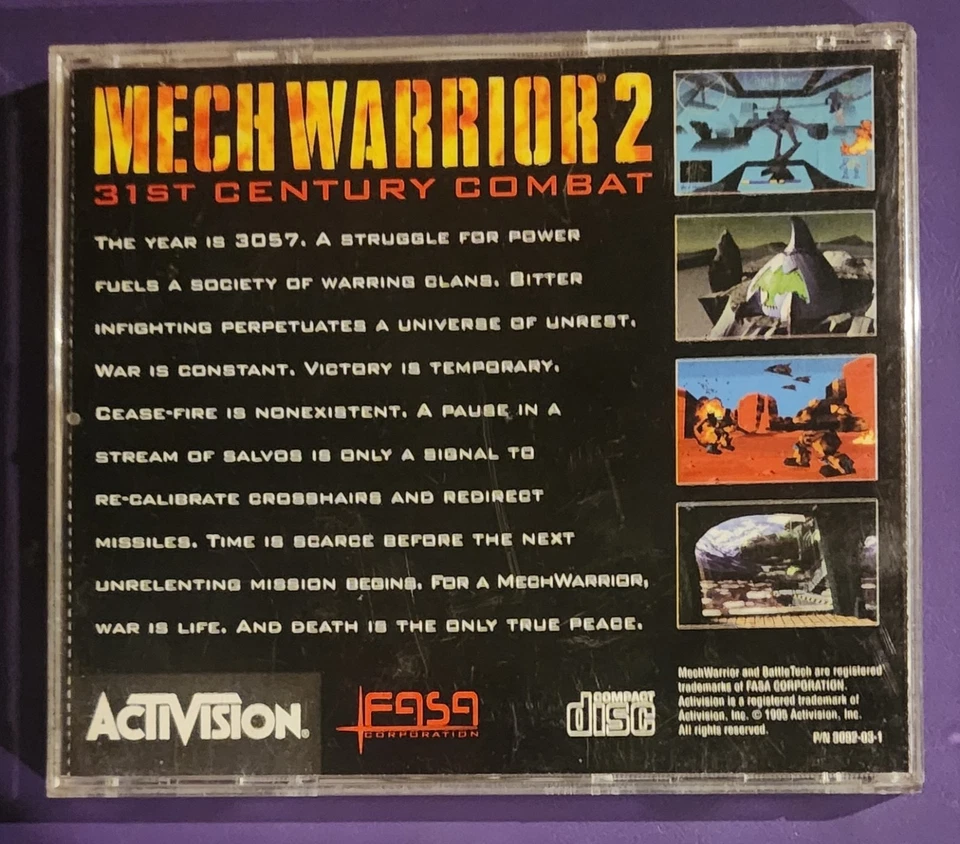 MECHWARRIOR® 2
31ST CENTURY COMBAT
THE YEAR IS 3057. A STRUGGLE FOR POWER
FUELS A SOCIETY OF WARRING CLANS. BITTER
INFIGHTING PERPETUATES A UNIVERSE OF UNREST.
WAR IS CONSTANT. VICTORY IS TEMPORARY.
CEASE-FIRE IS NONEXISTENT. A PAUSE IN A
STREAM OF SALVOS IS ONLY A SIGNAL TO
RE-CALIBRATE CROSSHAIRS AND REDIRECT
MISSILES. TIME IS SCARCE BEFORE THE NEXT
UNRELENTING MISSION BEGINS. FOR A MECHWARRIOR,
WAR IS LIFE. AND DEATH IS THE ONLY TRUE PEACE.
ACTIVISION®
FASA
CORPORATION
COMPACT
disc
MechWarrior and BattleTech are registered
trademarks of FASA CORPORATION.
Activision is a registered trademark of
Activision, Inc. © 1995 Activision, Inc.
All rights reserved.
P/N 3092-03-1